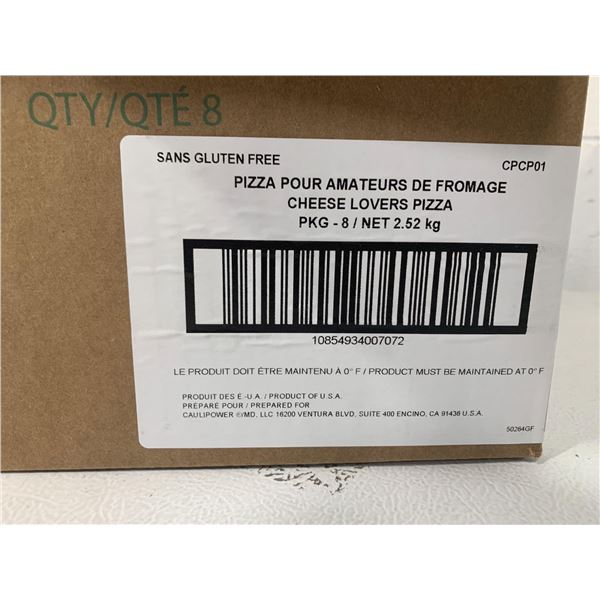 QTY/QTÉ 8
SANS GLUTEN FREE
CPCP01
PIZZA POUR AMATEURS DE FROMAGE
CHEESE LOVERS PIZZA
PKG - 8 / NET 2.52 kg
10854934007072
LE PRODUIT DOIT ÊTRE MAINTENU À 0° F / PRODUCT MUST BE MAINTAINED AT 0° F
PRODUIT DES É -U.A. / PRODUCT OF U.S.A.
PRÉPARÉ POUR / PREPARED FOR
CAULIPOWER ®/MD, LLC 16200 VENTURA BLVD, SUITE 400 ENCINO, CA 91436 U.S.A.
50264GF